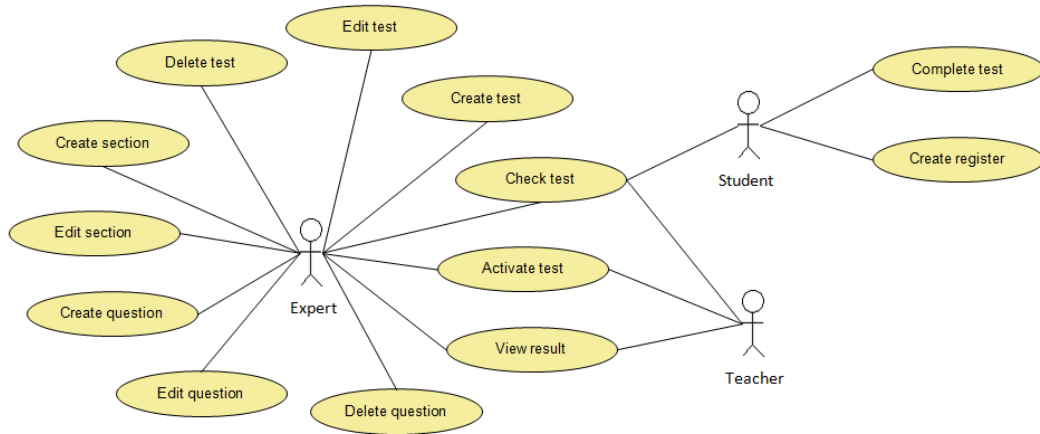 Edit test
Delete test
Complete test
Create test
Create section
Create register
Check test
Student
Edit section
Activate test
Expert
Create question
View result
Teacher
Edit question
Delete question